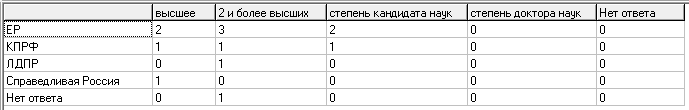 высшее 2 и более высших степень кандидата наук степень доктора наук Нет ответа
ЕР 2 3 2 0 0
КПРФ 1 1 1 0 0
ЛДПР 0 1 0 0 0
Справедливая Россия 1 0 0 0 0
Нет ответа 0 1 0 0 0